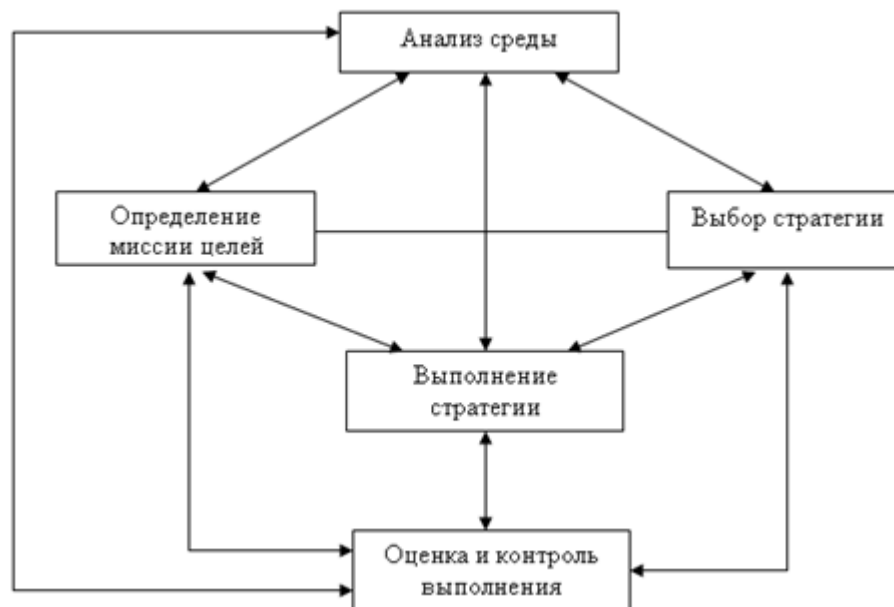 Анализ среды
Определение
миссии целей
Выбор стратегии
Выполнение
стратегии
Оценка и контроль
выполнения